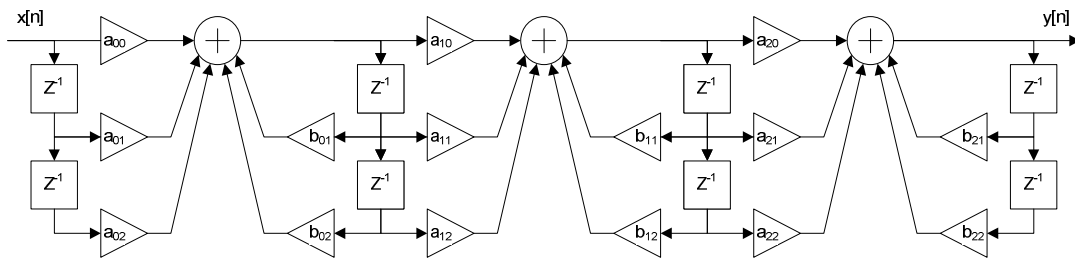 x[n] y[n]
a00 a10 a20
Z-1 Z-1 Z-1 Z-1
a01 b01 a11 b11 a21 b21
Z-1 Z-1 Z-1 Z-1
a02 b02 a12 b12 a22 b22